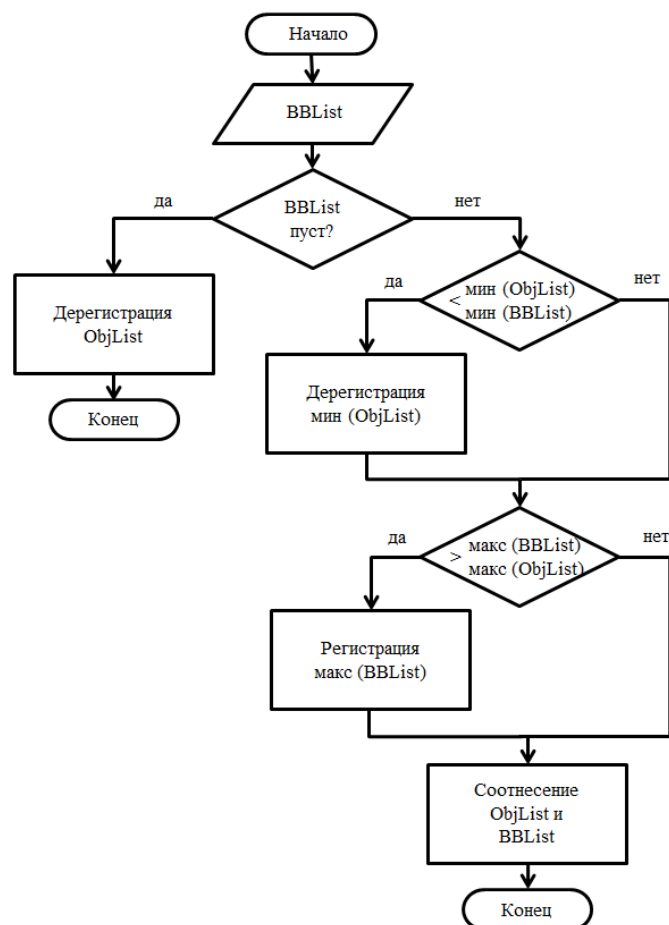 Начало
BBList
BBList
пуст?
да
нет
Дерегистрация
ObjList
Конец
да
нет
< мин (ObjList)
мин (BBList)
Дерегистрация
мин (ObjList)
да
нет
> макс (BBList)
макс (ObjList)
Регистрация
макс (BBList)
Соотнесение
ObjList и
BBList
Конец